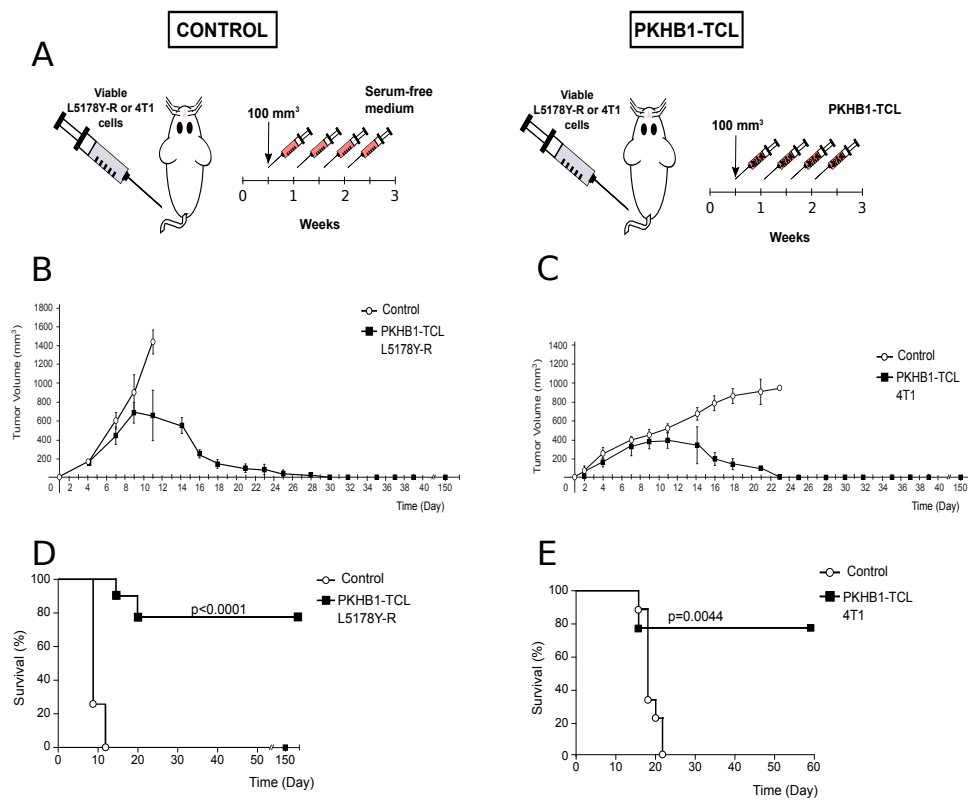 CONTROL
PKHB1-TCL
A
Viable
L5178Y-R or 4T1
cells
100 mm³
Serum-free
medium
0 1 2 3
Weeks
Viable
L5178Y-R or 4T1
cells
100 mm³
PKHB1-TCL
0 1 2 3
Weeks
B
Tumor Volume (mm³)
1800
1600
1400
1200
1000
800
600
400
200
0 2 4 6 8 10 12 14 16 18 20 22 24 26 28 30 32 34 36 38 40 150
Time (Day)
Control
PKHB1-TCL
L5178Y-R
C
Tumor Volume (mm³)
1400
1200
1000
800
600
400
200
0
0 2 4 6 8 10 12 14 16 18 20 22 24 26 28 30 32 34 36 38 40 150
Time (Day)
Control
PKHB1-TCL
4T1
D
Survival (%)
100
80
60
40
20
0
0 10 20 30 40 50 150
Time (Day)
p<0.0001
Control
PKHB1-TCL
L5178Y-R
E
Survival (%)
100
80
60
40
20
0
0 10 20 30 40 50 60
Time (Day)
p=0.0044
Control
PKHB1-TCL
4T1